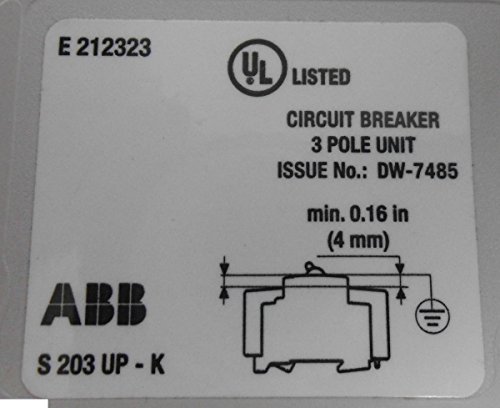 E 212323
UL LISTED
CIRCUIT BREAKER
3 POLE UNIT
ISSUE No.: DW-7485
min. 0.16 in
(4 mm)
ABB
S 203 UP - K